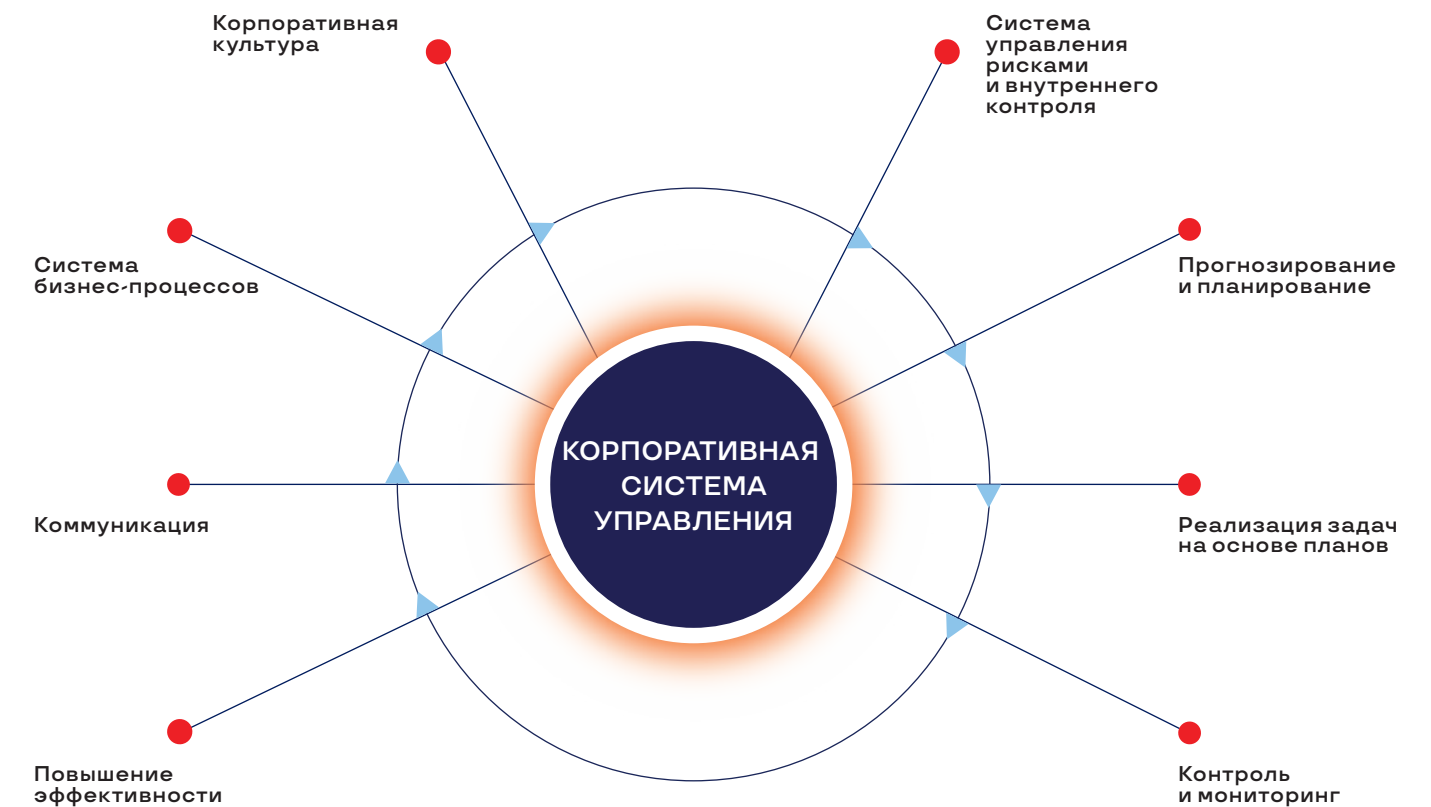 Корпоративная
культура
Система
управления
рисками
и внутреннего
контроля
Система
бизнес-процессов
Прогнозирование
и планирование
КОРПОРАТИВНАЯ
СИСТЕМА
УПРАВЛЕНИЯ
Коммуникация
Реализация задач
на основе планов
Повышение
эффективности
Контроль
и мониторинг